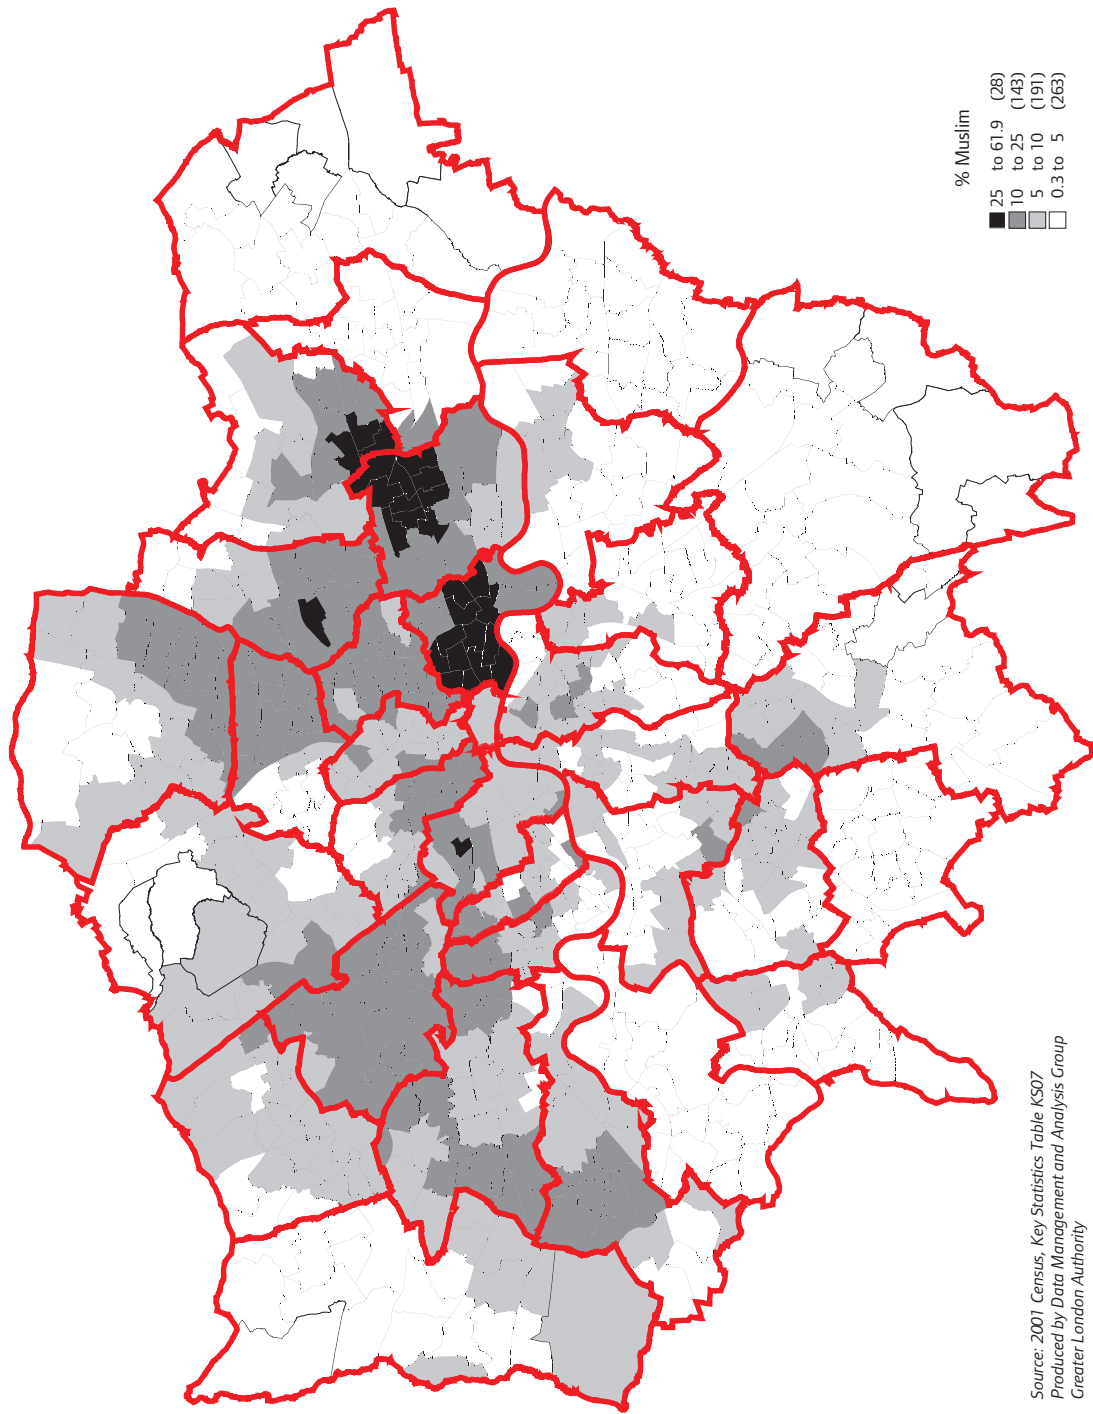 % Muslim
25 to 61.9 (28)
10 to 25 (143)
5 to 10 (191)
0.3 to 5 (263)
Source: 2001 Census, Key Statistics Table KS07
Produced by Data Management and Analysis Group
Greater London Authority